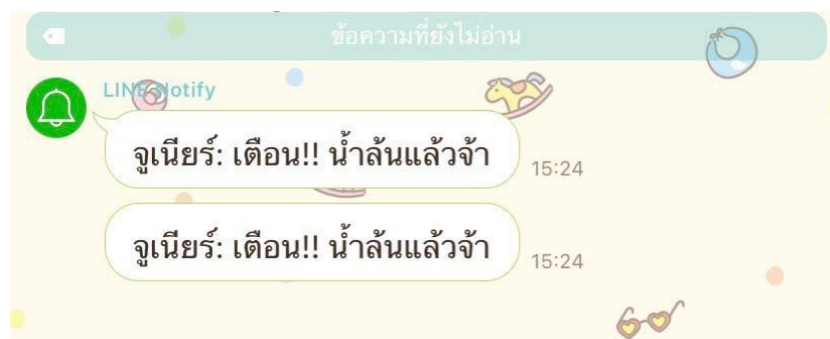 ข้อความที่ยังไม่อ่าน
LINE Notify
จูเนียร์: เตือน!! น้ำล้นแล้วจ้า
15:24
จูเนียร์: เตือน!! น้ำล้นแล้วจ้า
15:24